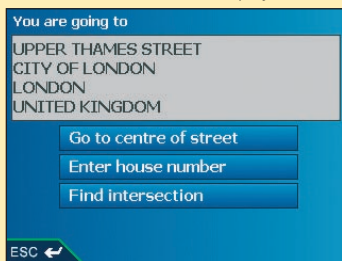 You are going to
UPPER THAMES STREET
CITY OF LONDON
LONDON
UNITED KINGDOM
Go to centre of street
Enter house number
Find intersection
ESC